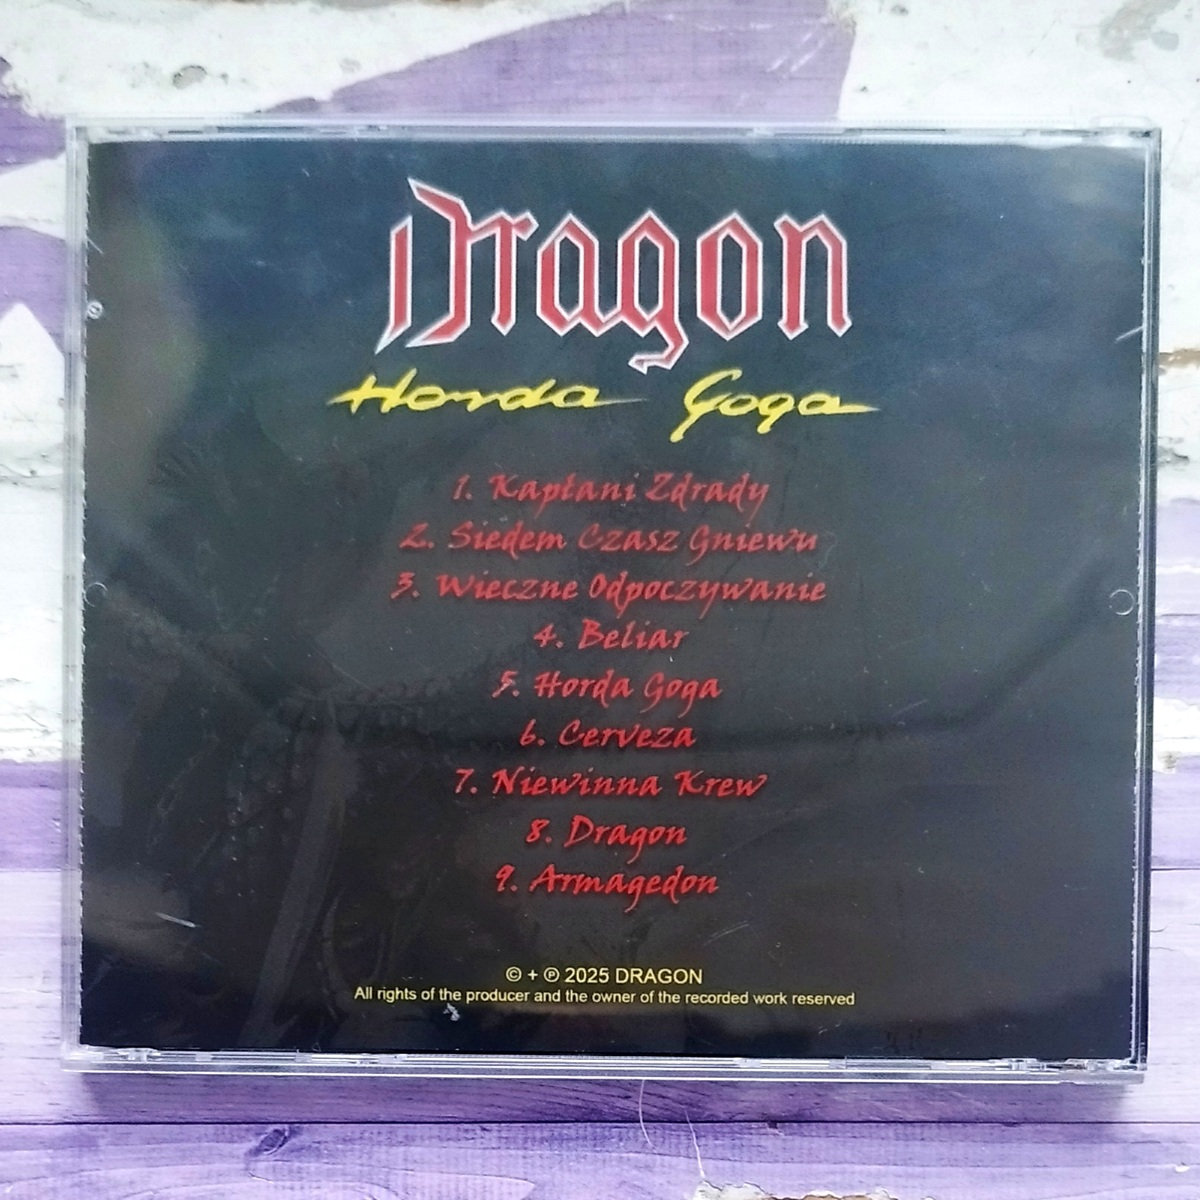 Dragon
Horda Goga
1. Kapłani Zdrady
2. Siedem Czasz Gniewu
3. Wieczne Odpoczywanie
4. Beliar
5. Horda Goga
6. Cerveza
7. Niewinna Krew
8. Dragon
9. Armagedon
© + ℗ 2025 DRAGON
All rights of the producer and the owner of the recorded work reserved